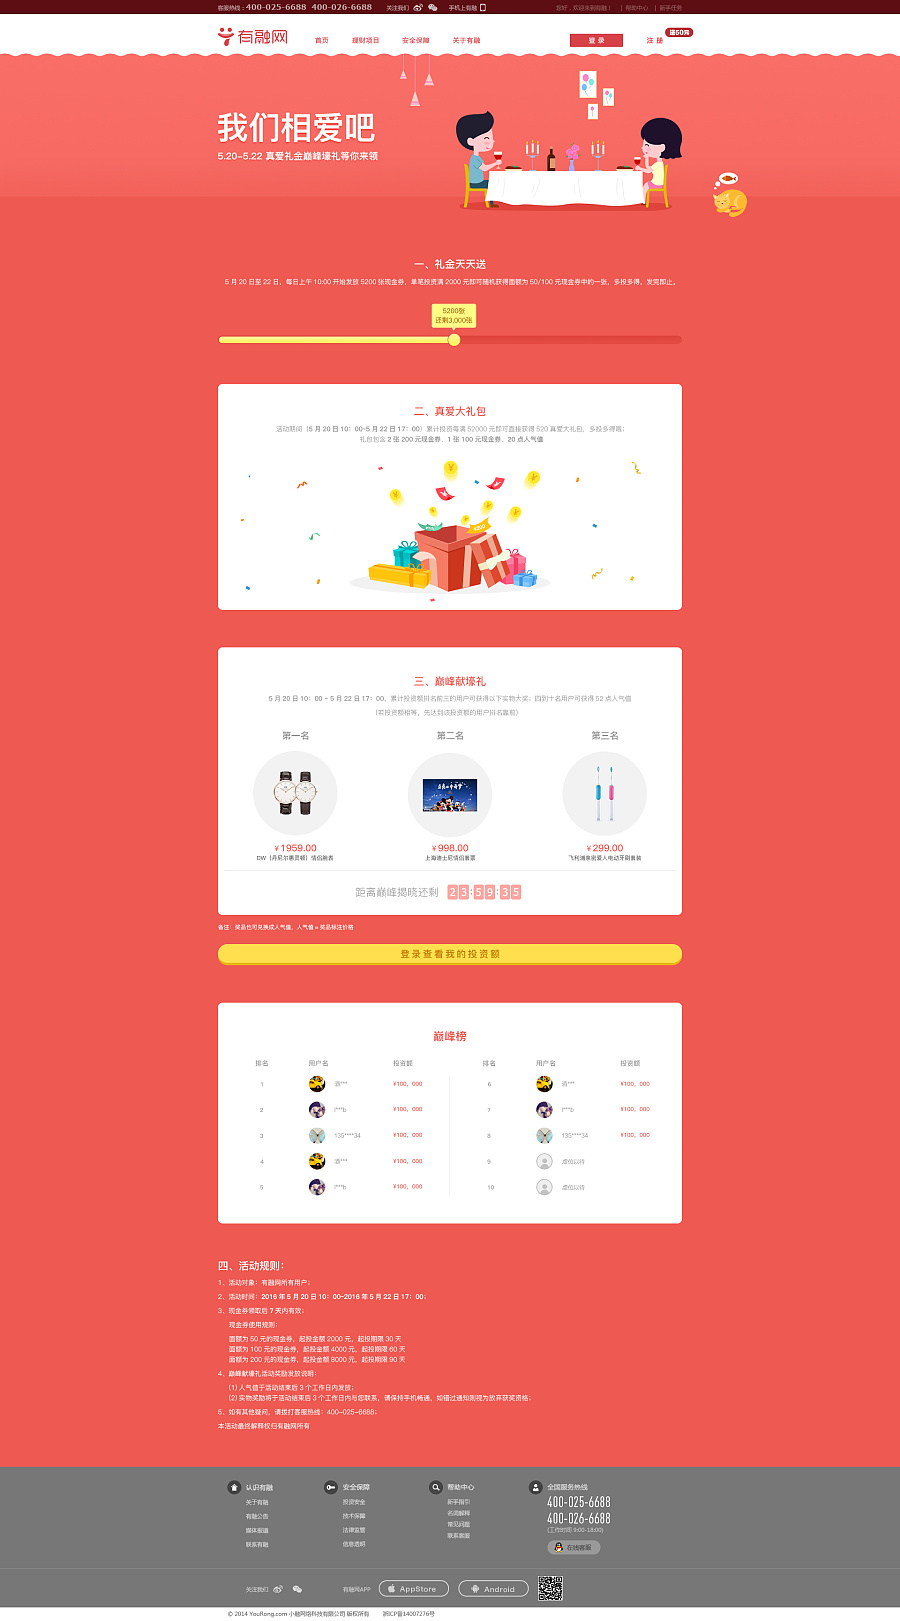 客服热线：400-025-6688 400-026-6688 关注我们 手机上有融 您好，欢迎来到有融！ | 帮助中心 | 新手任务
有融网 首页 理财项目 安全保障 关于有融 登 录 注 册 送50元
我们相爱吧
5.20-5.22 真爱礼金巅峰壕礼等你来领
一、礼金天天送
5 月 20 日至 22 日，每日上午 10:00 开始发放 5200 张现金券，单笔投资满 2000 元即可随机获得面额为 50/100 元现金券中的一张，多投多得，发完即止。
5200张
还剩3,000张
二、真爱大礼包
活动期间（5 月 20 日 10：00-5 月 22 日 17：00）累计投资每满 52000 元即可直接获得 520 真爱大礼包，多投多得哦；
礼包包含 2 张 200 元现金券、1 张 100 元现金券、20 点人气值
三、巅峰献壕礼
5 月 20 日 10：00 - 5 月 22 日 17：00，累计投资额排名前三的用户可获得以下实物大奖；四到十名用户可获得 52 点人气值
（若投资额相等，先达到该投资额的用户排名靠前）
第一名 第二名 第三名
¥ 1959.00 ¥ 998.00 ¥ 299.00
DW（丹尼尔惠灵顿）情侣腕表 上海迪士尼情侣套票 飞利浦亲密爱人电动牙刷套装
距离巅峰揭晓还剩 23:59:35
备注：奖品也可兑换成人气值，人气值 = 奖品标注价格
登录查看我的投资额
巅峰榜
排名 用户名 投资额 排名 用户名 投资额
1 酒*** ¥100，000 6 酒*** ¥100，000
2 l***b ¥100，000 7 l***b ¥100，000
3 135****34 ¥100，000 8 135****34 ¥100，000
4 酒*** ¥100，000 9 虚位以待
5 l***b ¥100，000 10 虚位以待
四、活动规则：
1、活动对象：有融网所有用户；
2、活动时间：2016 年 5 月 20 日 10：00-2016 年 5 月 22 日 17：00；
3、现金券领取后 7 天内有效；
现金券使用规则：
面额为 50 元的现金券，起投金额 2000 元，起投期限 30 天
面额为 100 元的现金券，起投金额 4000 元，起投期限 60 天
面额为 200 元的现金券，起投金额 8000 元，起投期限 90 天
4、巅峰献壕礼活动奖励发放说明：
(1) 人气值于活动结束后 3 个工作日内发放；
(2) 实物奖励将于活动结束后 3 个工作日内与您联系，请保持手机畅通，如错过通知则视为放弃获奖资格；
5、如有其他疑问，请拨打客服热线：400-025-6688；
本活动最终解释权归有融网所有
认识有融 安全保障 帮助中心 全国服务热线
关于有融 投资安全 新手指引 400-025-6688
有融公告 技术保障 名词解释 400-026-6688
媒体报道 法律监管 常见问题 (工作时间 9:00-18:00)
联系有融 信息透明 联系客服 在线客服
关注我们 有融网APP AppStore Android
© 2014 YouRong.com 小融网络科技有限公司 版权所有 浙ICP备14007276号